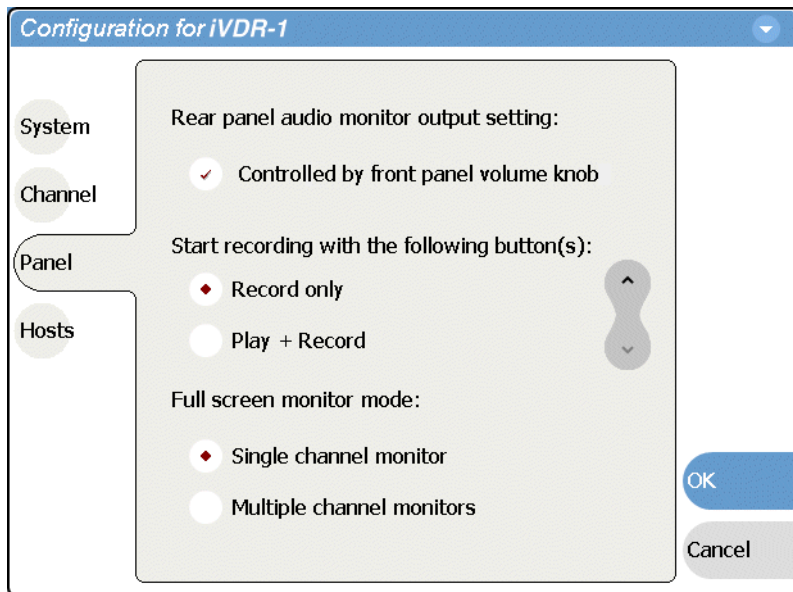 Configuration for iVDR-1
System
Channel
Panel
Hosts
Rear panel audio monitor output setting:
Controlled by front panel volume knob
Start recording with the following button(s):
Record only
Play + Record
Full screen monitor mode:
Single channel monitor
Multiple channel monitors
OK
Cancel